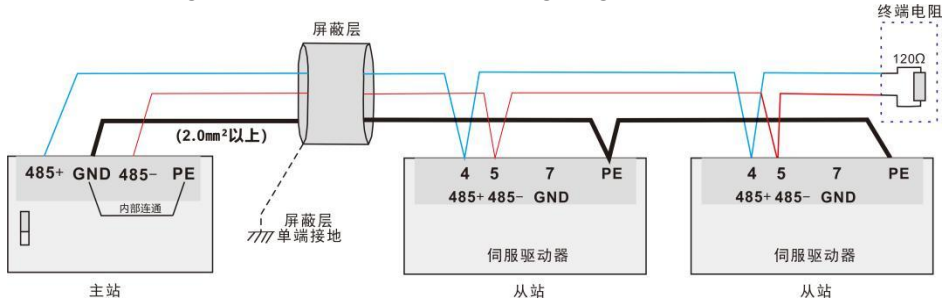 终端电阻
屏蔽层
120Ω
(2.0mm²以上)
485+ GND 485- PE
内部连通
屏蔽层
单端接地
主站
4 5 7 PE
485+ 485- GND
伺服驱动器
从站
4 5 7 PE
485+ 485- GND
伺服驱动器
从站